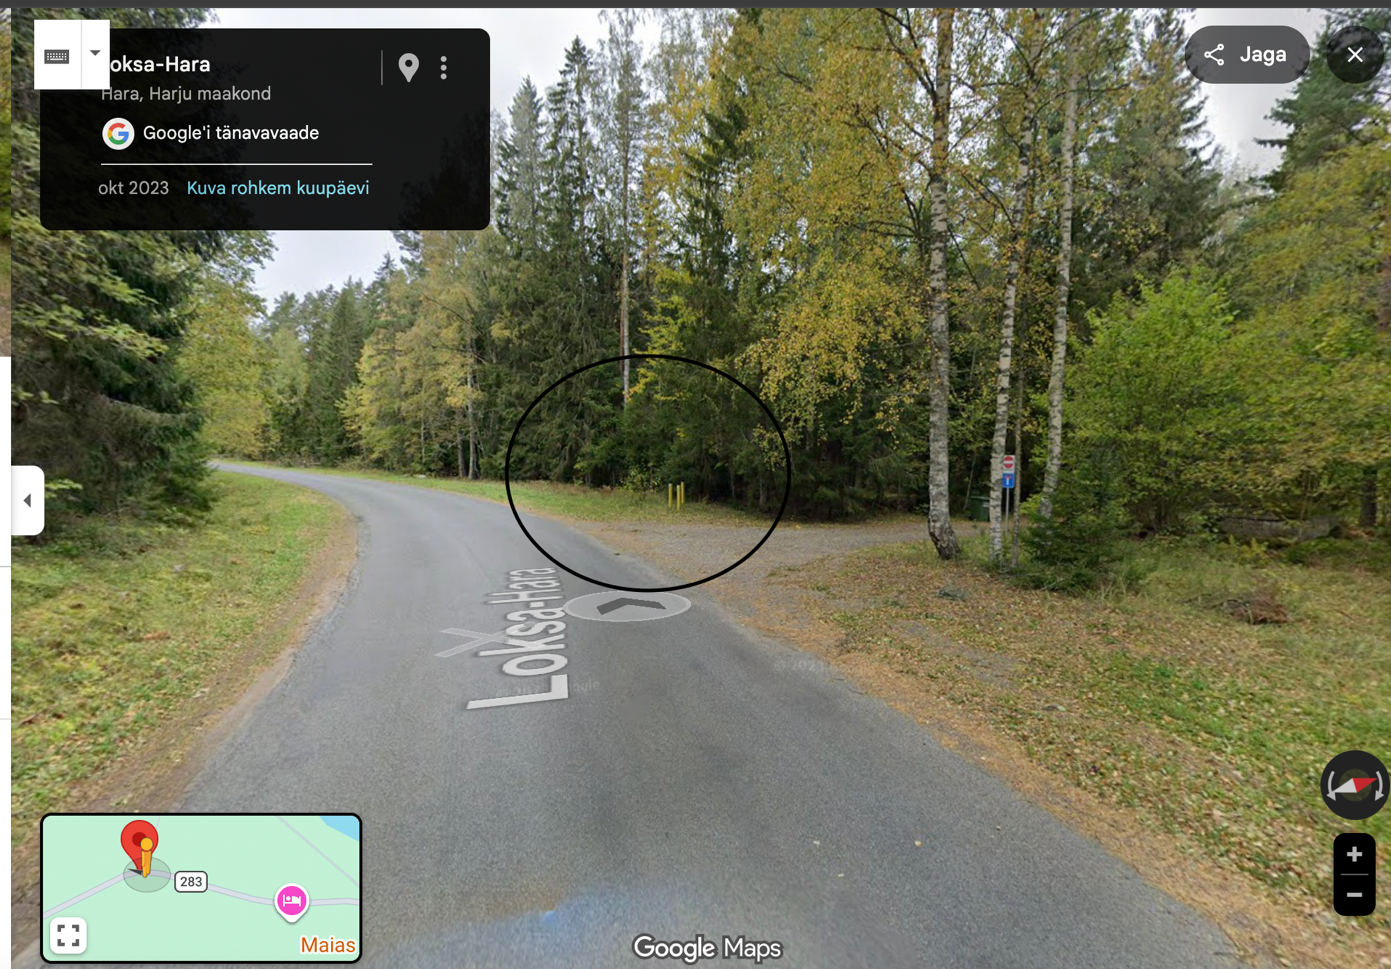 oksa-Hara
Hara, Harju maakond
Google'i tänavavaade
okt 2023 Kuva rohkem kuupäevi
Jaga
Loksa-Hara
283
Maias
Google Maps